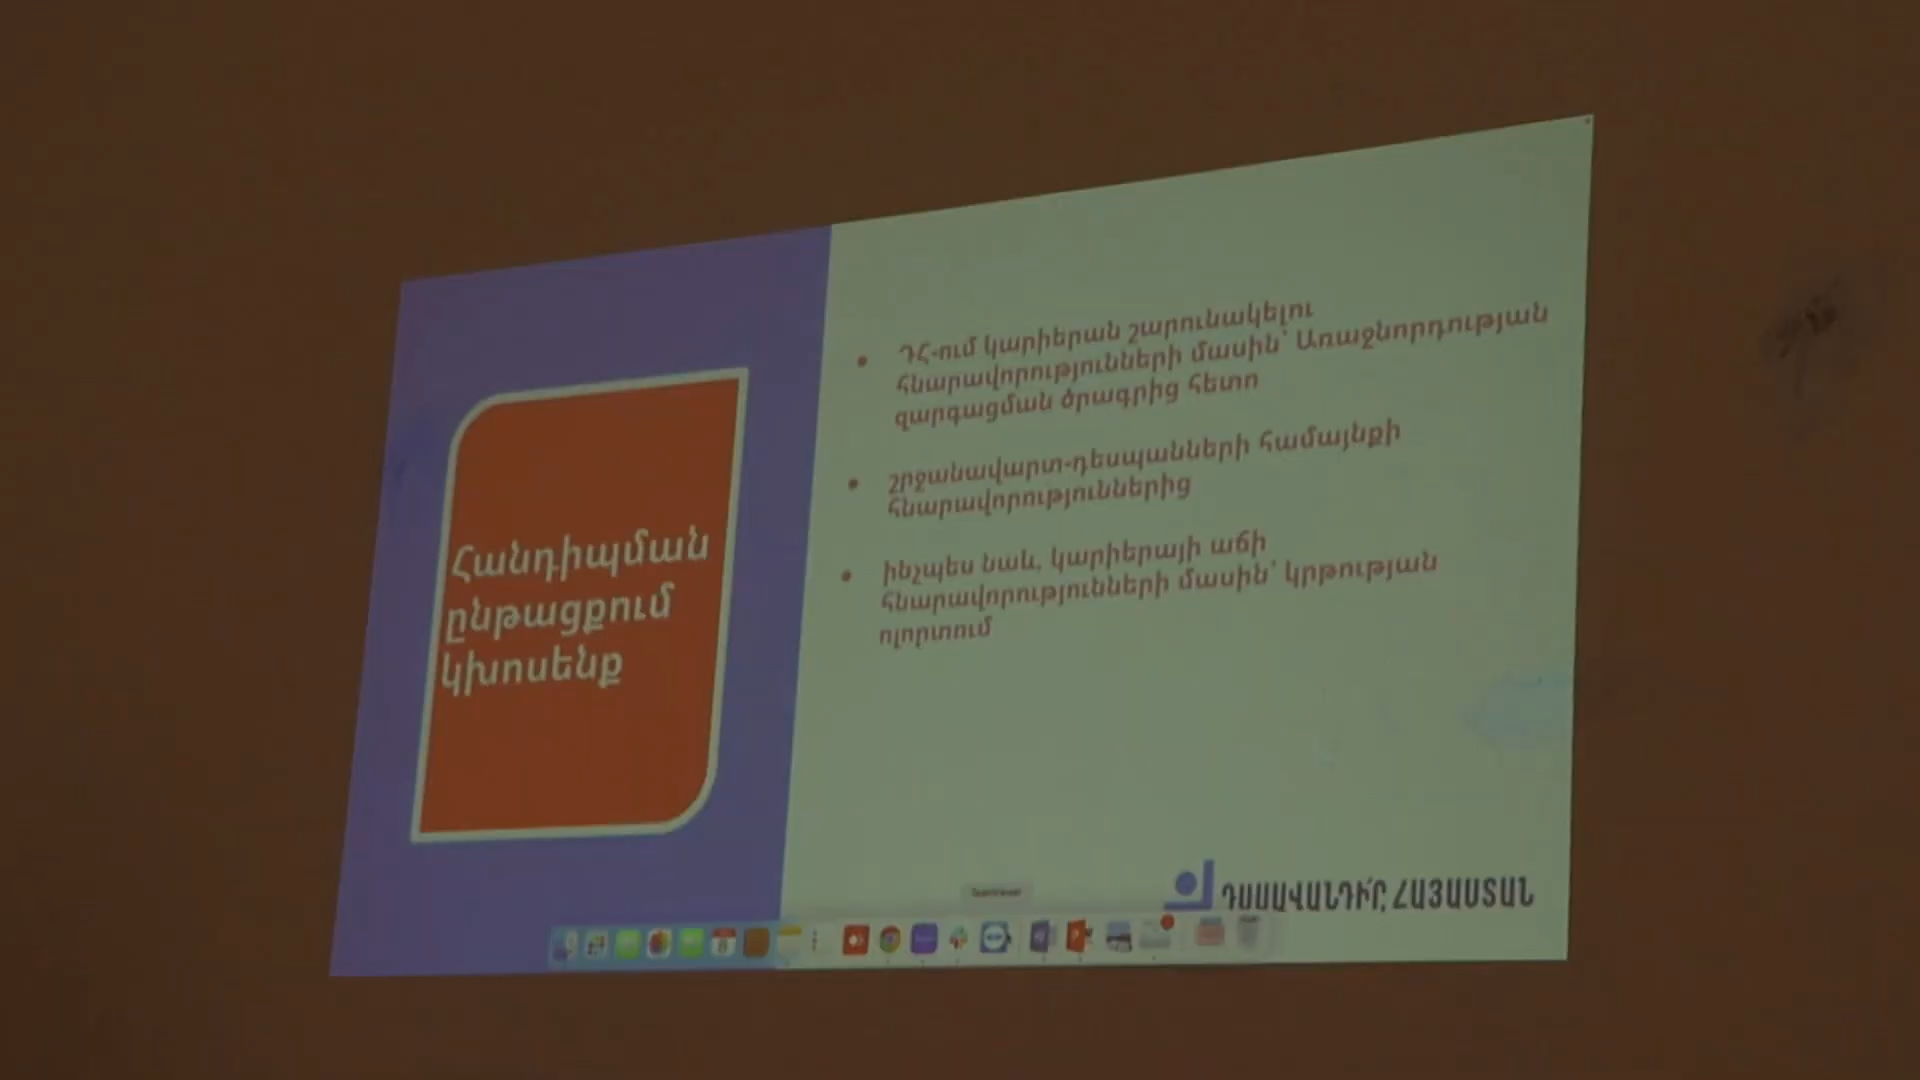 Հանդիպման
ընթացքում
կխոսենք
• ԴՀ-ում կարիերան շարունակելու
հնարավորությունների մասին՝ Առաջնորդության
զարգացման ծրագրից հետո
• շրջանավարտ-դեսպանների համայնքի
հնարավորություններից
• ինչպես նաև, կարիերայի աճի
հնարավորությունների մասին՝ կրթության
ոլորտում
ԴԱՍԱՎԱՆԴԻ՛Ր, ՀԱՅԱՍՏԱՆ